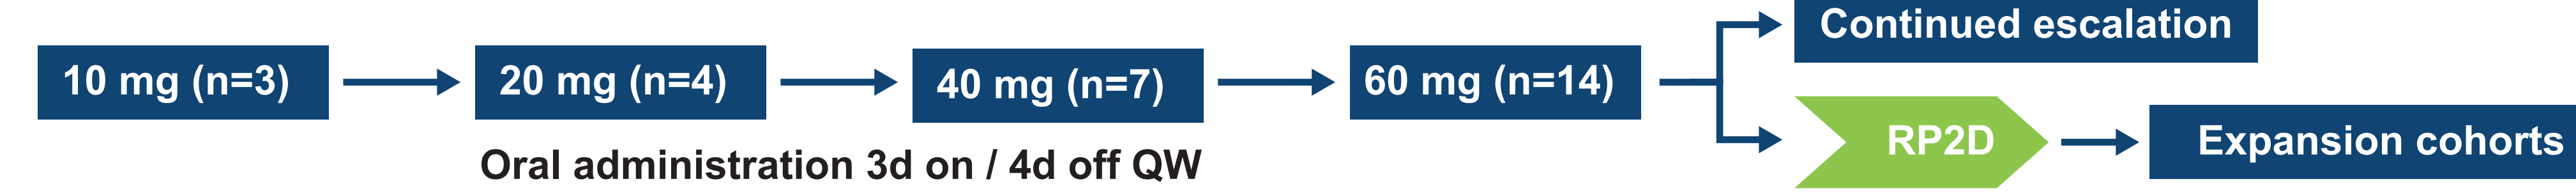 10 mg (n=3)
20 mg (n=4)
40 mg (n=7)
60 mg (n=14)
Oral administration 3d on / 4d off QW
Continued escalation
RP2D
Expansion cohorts